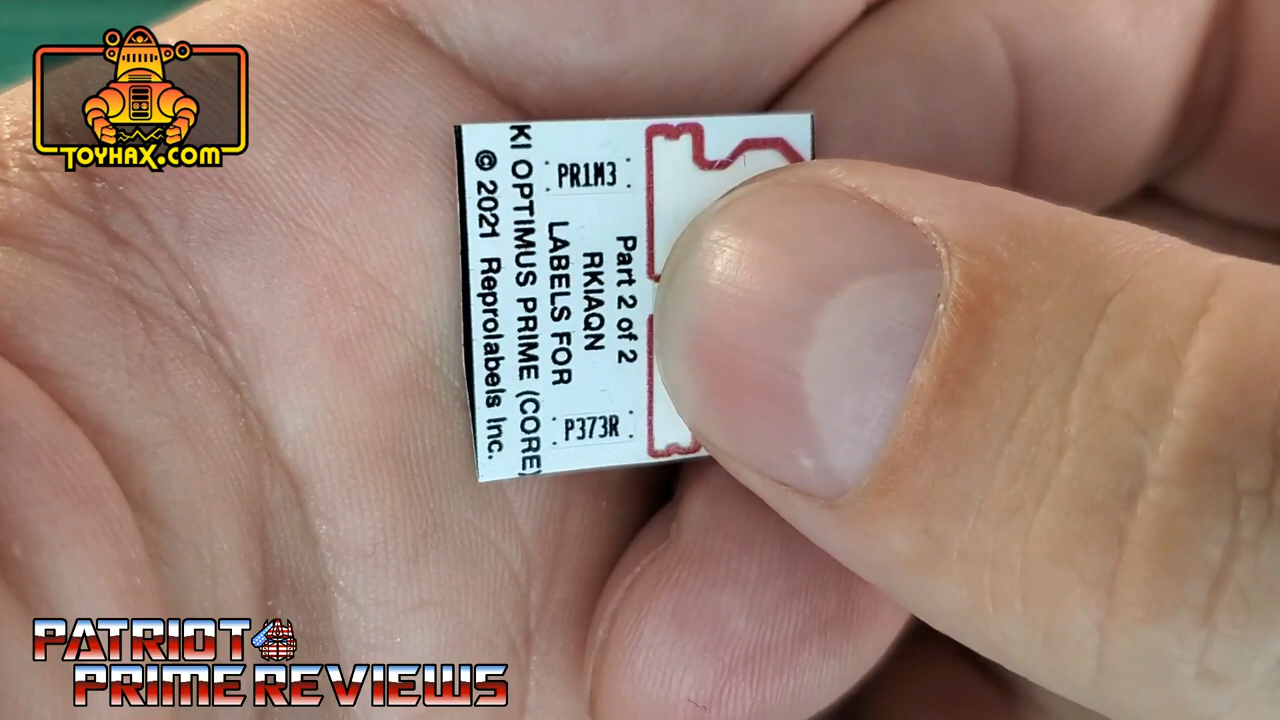 TOYHAX.COM
PR1M3
Part 2 of 2
RKIAQN
LABELS FOR
KI OPTIMUS PRIME (CORE)
© 2021 Reprolabels Inc.
P373R
PATRIOT
PRIME REVIEWS